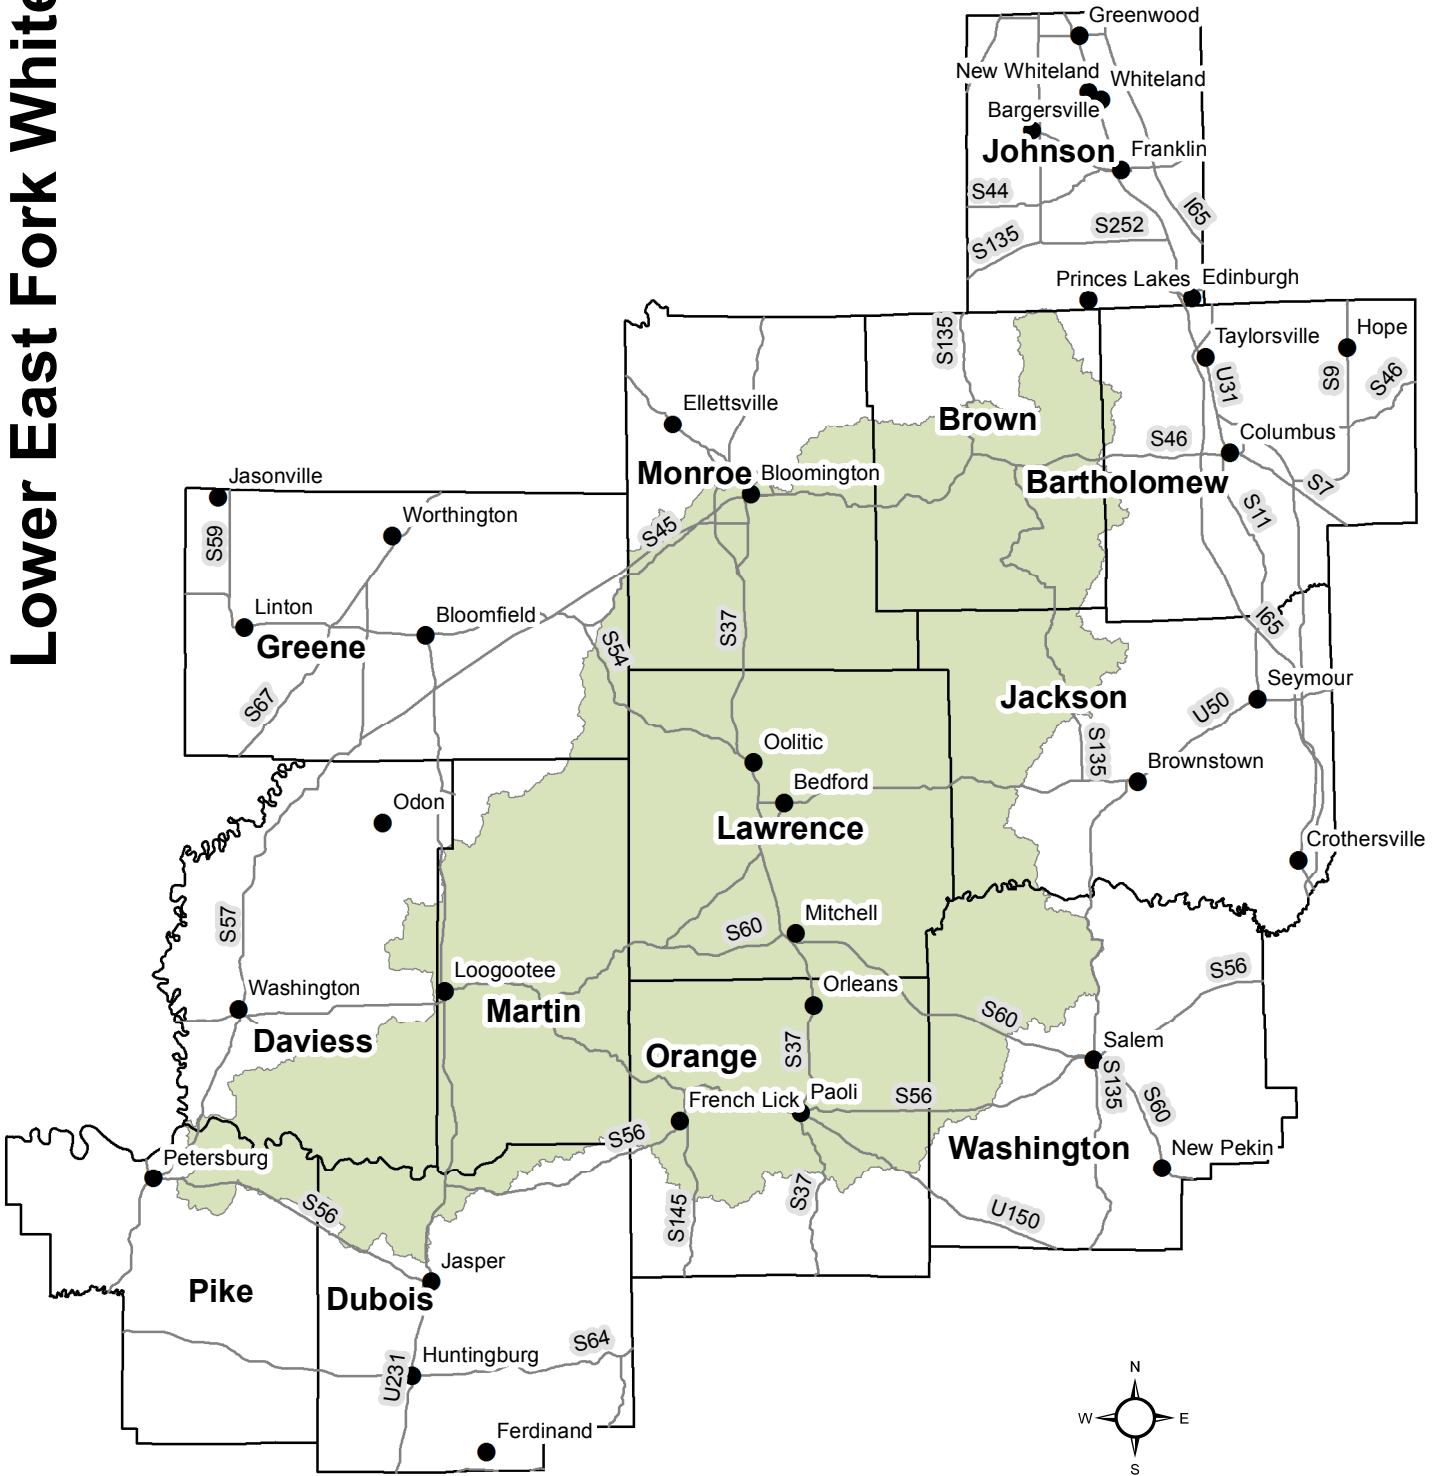 Lower East Fork White
Greenwood
New Whiteland
Whiteland
Bargersville
Johnson
Franklin
S44
I65
S252
S135
Princes Lakes
Edinburgh
S135
Taylorsville
Hope
U31
S9
S46
Ellettsville
Brown
Columbus
S46
Monroe
Bloomington
Bartholomew
Jasonville
S7
Worthington
S11
S45
S59
Linton
Bloomfield
Greene
S37
I65
S54
Seymour
Jackson
S67
U50
Oolitic
S135
Brownstown
Bedford
Odon
Lawrence
Crothersville
Mitchell
S57
S60
Loogootee
S56
Washington
Orleans
Martin
S60
Daviess
Orange
S37
Salem
S135
Paoli
S56
French Lick
S60
S56
Washington
New Pekin
Petersburg
S56
S145
S37
U150
Jasper
Pike
Dubois
S64
Huntingburg
U231
Ferdinand
N
W
E
S